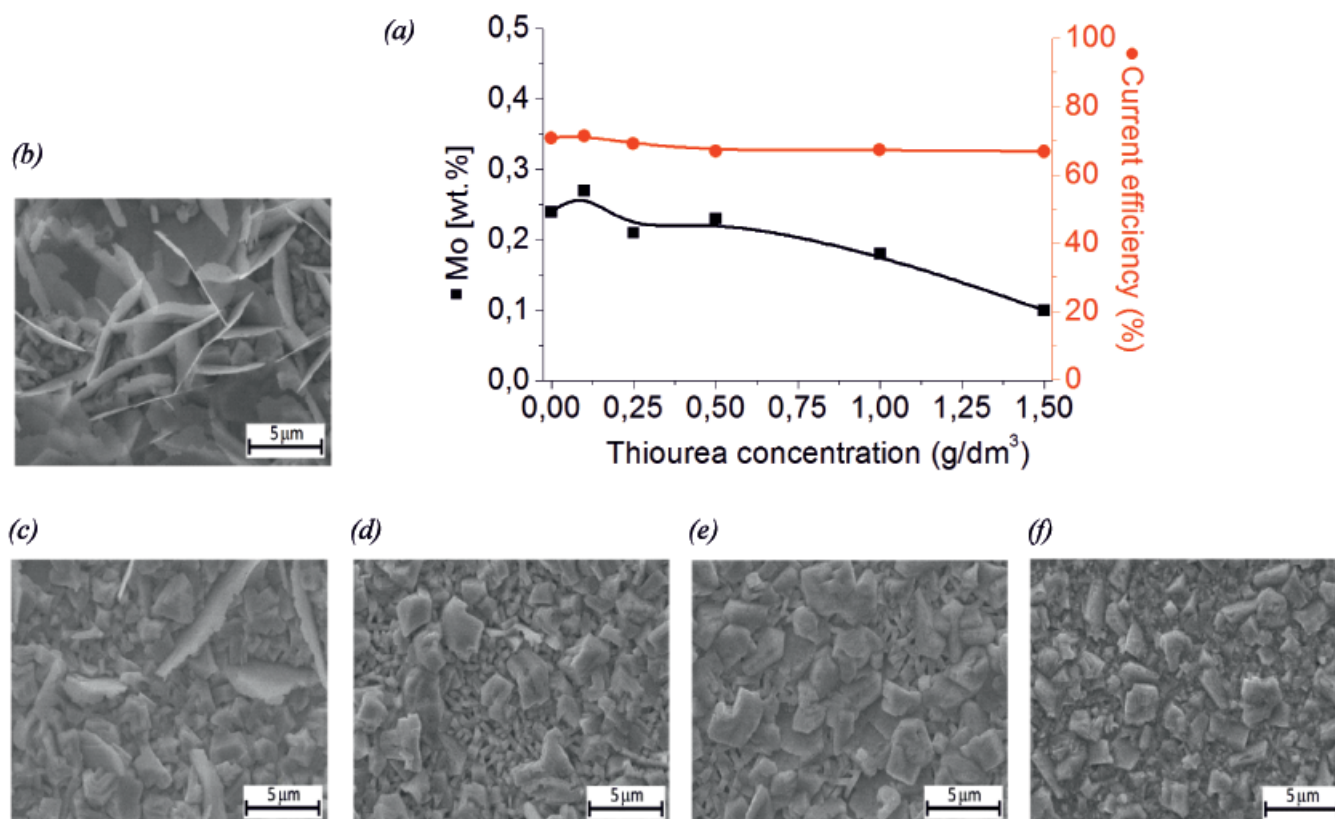 (a)
0,5
0,4
0,3
0,2
0,1
0,0
■ Mo [wt.%]
100
80
60
40
20
0
● Current efficiency (%)
0,00 0,25 0,50 0,75 1,00 1,25 1,50
Thiourea concentration (g/dm³)
(b)
5 µm
(c)
5 µm
(d)
5 µm
(e)
5 µm
(f)
5 µm